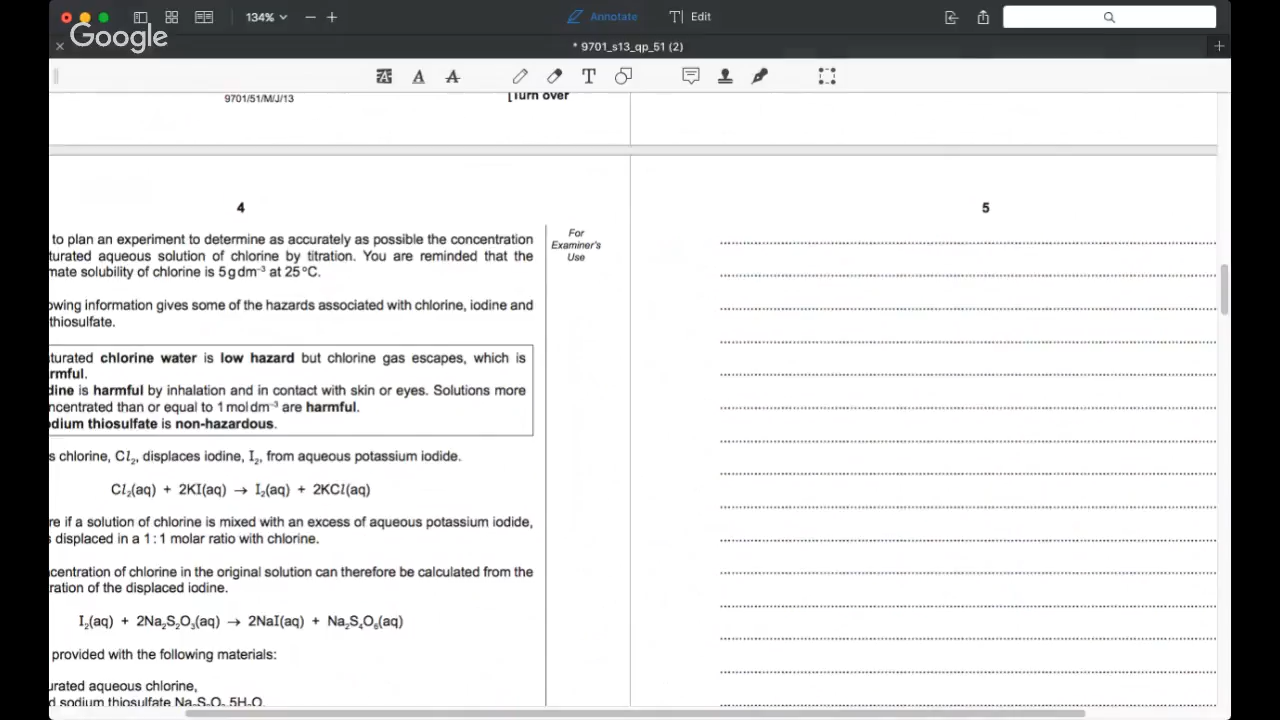 134%
Annotate
T Edit
Google
* 9701_s13_qp_51 (2)
9701/51/M/J/13
[Turn over
4
to plan an experiment to determine as accurately as possible the concentration
turated aqueous solution of chlorine by titration. You are reminded that the
mate solubility of chlorine is 5 g dm⁻³ at 25 °C.
owing information gives some of the hazards associated with chlorine, iodine and
thiosulfate.
turated chlorine water is low hazard but chlorine gas escapes, which is
rmful.
dine is harmful by inhalation and in contact with skin or eyes. Solutions more
ncentrated than or equal to 1 mol dm⁻³ are harmful.
odium thiosulfate is non-hazardous.
s chlorine, Cl₂, displaces iodine, I₂, from aqueous potassium iodide.
Cl₂(aq) + 2KI(aq) → I₂(aq) + 2KCl(aq)
re if a solution of chlorine is mixed with an excess of aqueous potassium iodide,
s displaced in a 1 : 1 molar ratio with chlorine.
ncentration of chlorine in the original solution can therefore be calculated from the
ration of the displaced iodine.
I₂(aq) + 2Na₂S₂O₃(aq) → 2NaI(aq) + Na₂S₄O₆(aq)
provided with the following materials:
urated aqueous chlorine,
d sodium thiosulfate Na₂S₂O₃.5H₂O,
For
Examiner's
Use
5